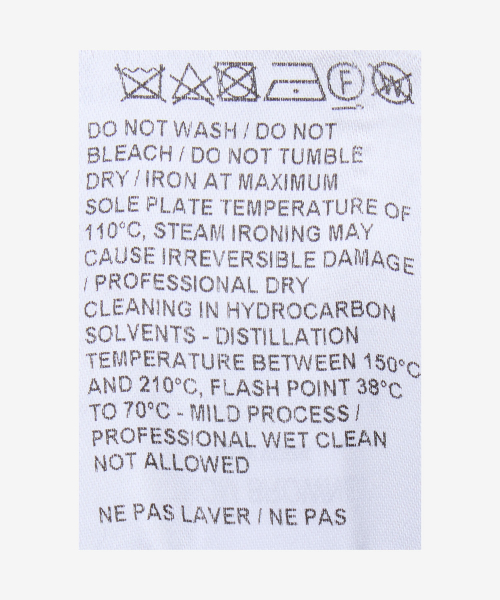 F W
DO NOT WASH / DO NOT
BLEACH / DO NOT TUMBLE
DRY / IRON AT MAXIMUM
SOLE PLATE TEMPERATURE OF
110°C, STEAM IRONING MAY
CAUSE IRREVERSIBLE DAMAGE
/ PROFESSIONAL DRY
CLEANING IN HYDROCARBON
SOLVENTS - DISTILLATION
TEMPERATURE BETWEEN 150°C
AND 210°C, FLASH POINT 38°C
TO 70°C - MILD PROCESS /
PROFESSIONAL WET CLEAN
NOT ALLOWED
NE PAS LAVER / NE PAS